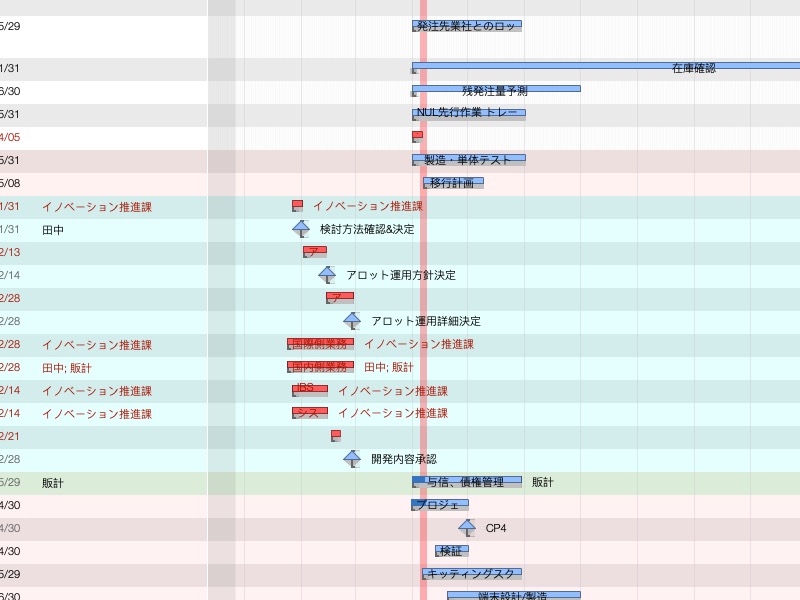 5/29 発注先業社とのロッ
1/31 在庫確認
6/30 残発注量予測
5/31 NUL先行作業 トレー
4/05
5/31 製造・単体テスト
5/08 移行計画
1/31 イノベーション推進課 イノベーション推進課
1/31 田中 検討方法確認&決定
2/13 ア
2/14 アロット運用方針決定
2/28 ア
2/28 アロット運用詳細決定
2/28 イノベーション推進課 国際側業務 イノベーション推進課
2/28 田中; 販計 国内側業務 田中; 販計
2/14 イノベーション推進課 IBS イノベーション推進課
2/14 イノベーション推進課 シス イノベーション推進課
2/21
2/28 開発内容承認
5/29 販計 与信、債権管理 販計
4/30 プロジェ
4/30 CP4
4/30 検証
5/29 キッティングスク
6/30 端末設計/製造